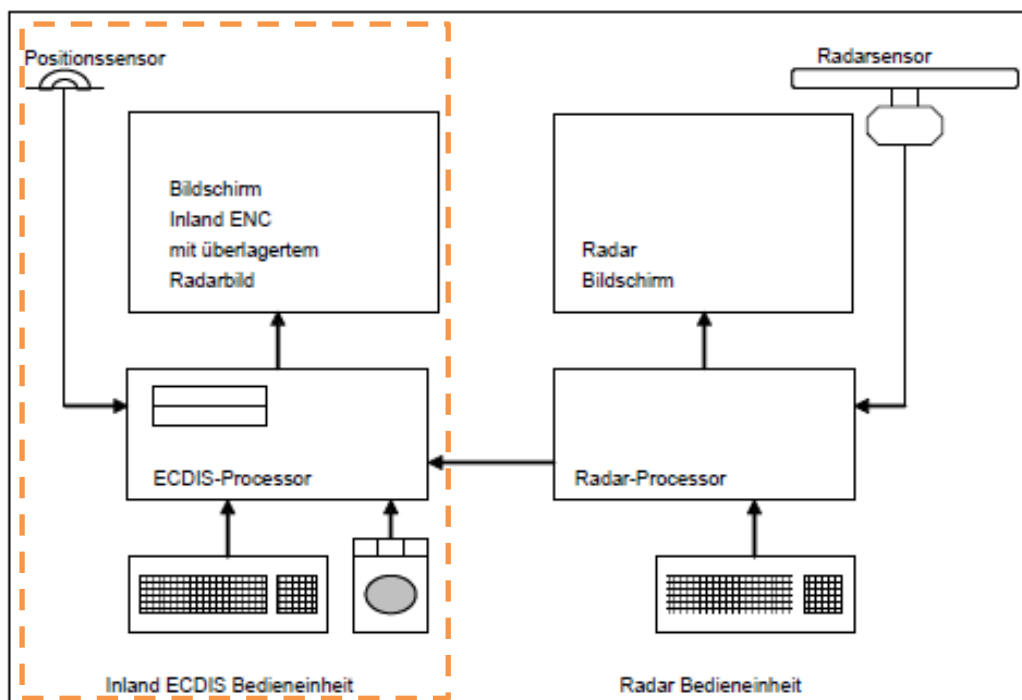 Positionssensor
Radarsensor
Bildschirm
Inland ENC
mit überlagertem
Radarbild
Radar
Bildschirm
ECDIS-Processor
Radar-Processor
Inland ECDIS Bedieneinheit
Radar Bedieneinheit